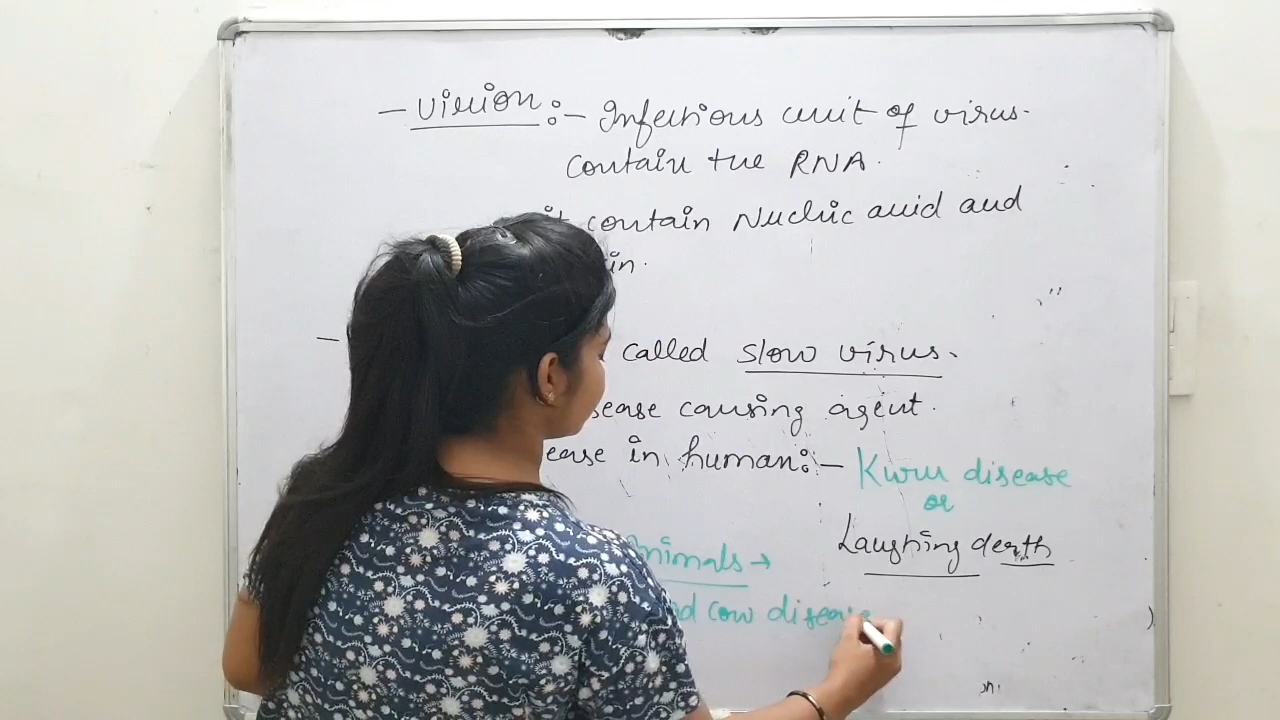 - Virion :- Infectious unit of virus.
contain the RNA.
it contain Nucleic acid and
in.
- called slow virus.
sease causing agent.
ease in human:- Kuru disease
or
Laughing death
Animals →
ad cow disease